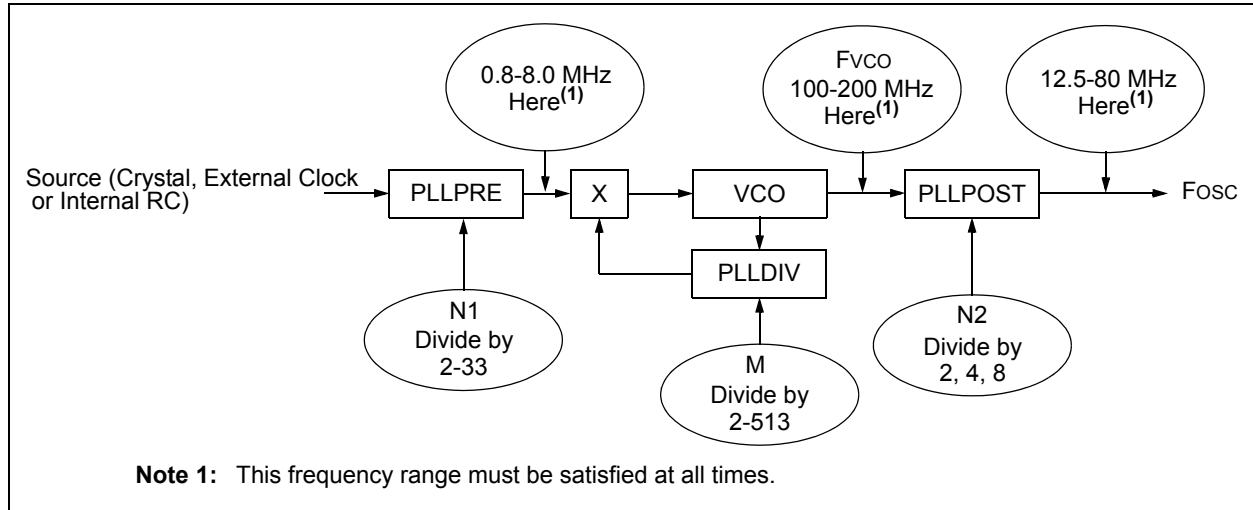 0.8-8.0 MHz
Here(1)
FVCO
100-200 MHz
Here(1)
12.5-80 MHz
Here(1)
Source (Crystal, External Clock
or Internal RC)
PLLPRE
X
VCO
PLLPOST
FOSC
PLLDIV
N1
Divide by
2-33
M
Divide by
2-513
N2
Divide by
2, 4, 8
Note 1: This frequency range must be satisfied at all times.